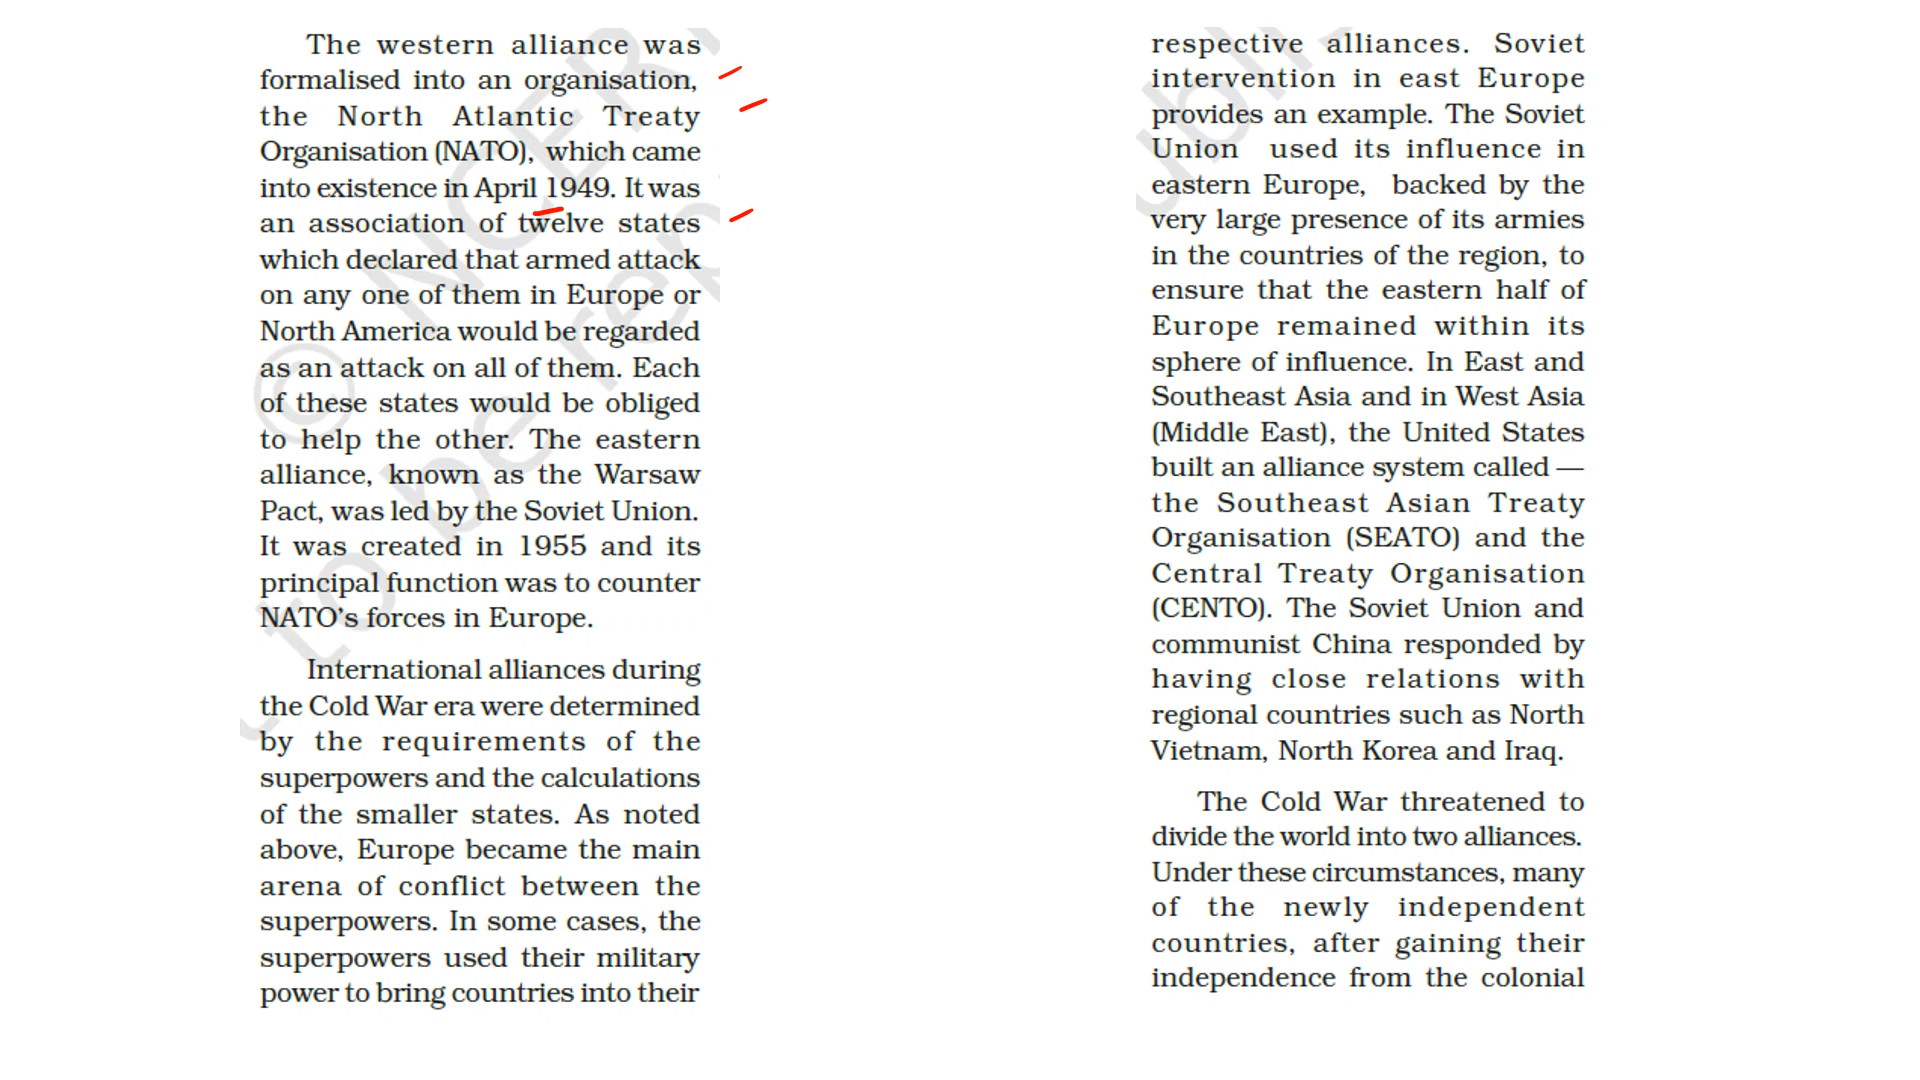 The western alliance was
formalised into an organisation,
the North Atlantic Treaty
Organisation (NATO), which came
into existence in April 1949. It was
an association of twelve states
which declared that armed attack
on any one of them in Europe or
North America would be regarded
as an attack on all of them. Each
of these states would be obliged
to help the other. The eastern
alliance, known as the Warsaw
Pact, was led by the Soviet Union.
It was created in 1955 and its
principal function was to counter
NATO's forces in Europe.
International alliances during
the Cold War era were determined
by the requirements of the
superpowers and the calculations
of the smaller states. As noted
above, Europe became the main
arena of conflict between the
superpowers. In some cases, the
superpowers used their military
power to bring countries into their
respective alliances. Soviet
intervention in east Europe
provides an example. The Soviet
Union used its influence in
eastern Europe, backed by the
very large presence of its armies
in the countries of the region, to
ensure that the eastern half of
Europe remained within its
sphere of influence. In East and
Southeast Asia and in West Asia
(Middle East), the United States
built an alliance system called —
the Southeast Asian Treaty
Organisation (SEATO) and the
Central Treaty Organisation
(CENTO). The Soviet Union and
communist China responded by
having close relations with
regional countries such as North
Vietnam, North Korea and Iraq.
The Cold War threatened to
divide the world into two alliances.
Under these circumstances, many
of the newly independent
countries, after gaining their
independence from the colonial
© NCER
to be rep